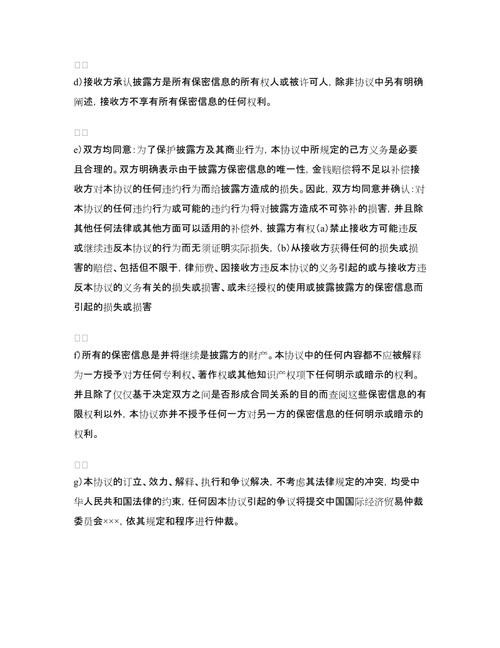 d)接收方承认披露方是所有保密信息的所有权人或被许可人, 除非协议中另有明确
阐述, 接收方不享有所有保密信息的任何权利。
e)双方均同意:为了保护披露方及其商业行为, 本协议中所规定的己方义务是必要
且合理的。双方明确表示由于披露方保密信息的唯一性, 金钱赔偿将不足以补偿接
收方对本协议的任何违约行为而给披露方造成的损失。因此, 双方均同意并确认:对
本协议的任何违约行为或可能的违约行为将对披露方造成不可弥补的损害, 并且除
其他任何法律或其他方面可以适用的补偿外, 披露方有权(a)禁止接收方可能违反
或继续违反本协议的行为而无须证明实际损失, (b)从接收方获得任何的损失或损
害的赔偿、包括但不限于, 律师费、因接收方违反本协议的义务引起的或与接收方违
反本协议的义务有关的损失或损害、或未经授权的使用或披露披露方的保密信息而
引起的损失或损害
f)所有的保密信息是并将继续是披露方的财产。本协议中的任何内容都不应被解释
为一方授予对方任何专利权、著作权或其他知识产权项下任何明示或暗示的权利。
并且除了仅仅基于决定双方之间是否形成合同关系的目的而查阅这些保密信息的有
限权利以外, 本协议亦并不授予任何一方对另一方的保密信息的任何明示或暗示的
权利。
g)本协议的订立、效力、解释、执行和争议解决, 不考虑其法律规定的冲突, 均受中
华人民共和国法律的约束, 任何因本协议引起的争议将提交中国国际经济贸易仲裁
委员会×××, 依其规定和程序进行仲裁。